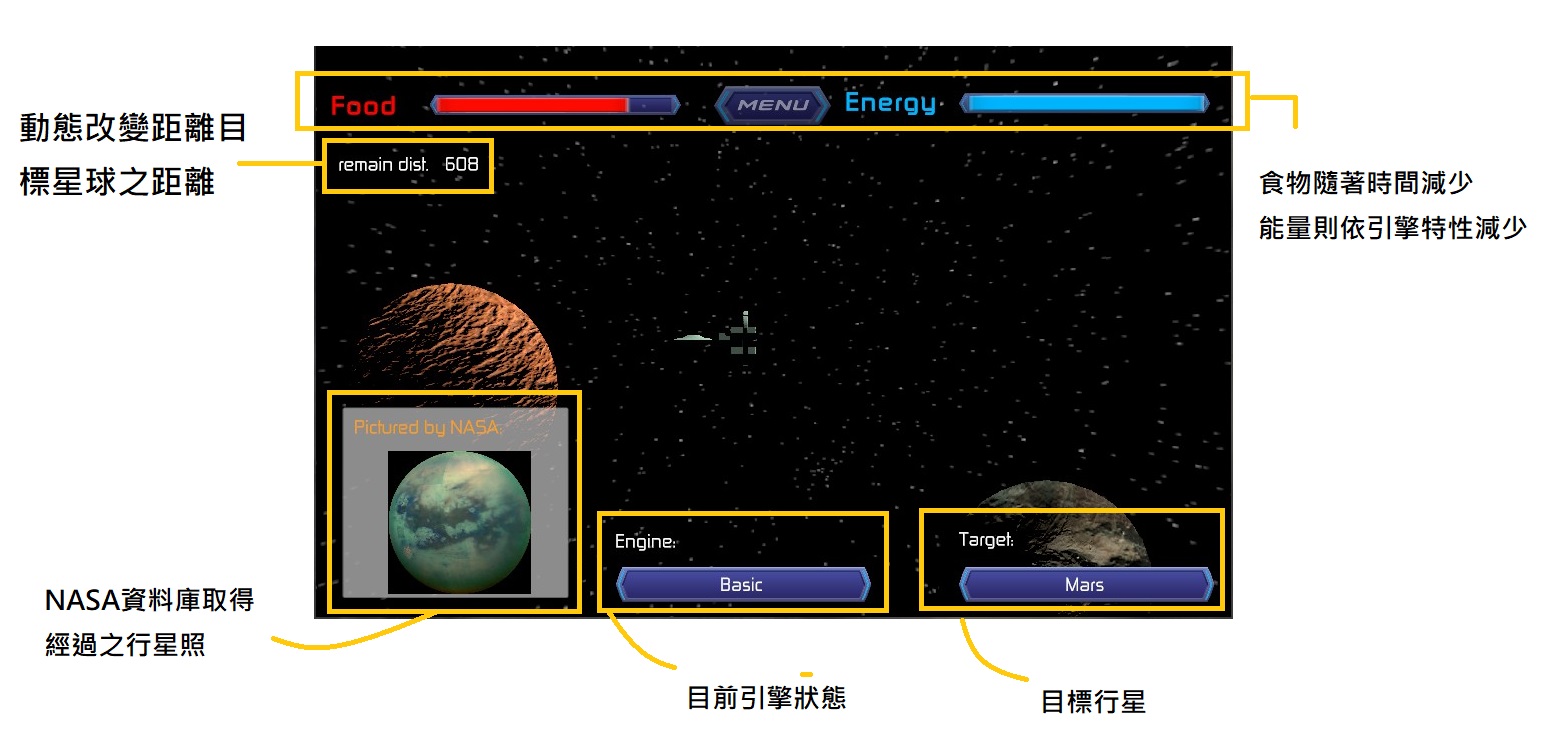 Food
MENU
Energy
動態改變距離目
標星球之距離
remain dist. 608
食物隨著時間減少
能量則依引擎特性減少
Pictured by NASA:
Engine:
Basic
Target:
Mars
NASA資料庫取得
經過之行星照
目前引擎狀態
目標行星